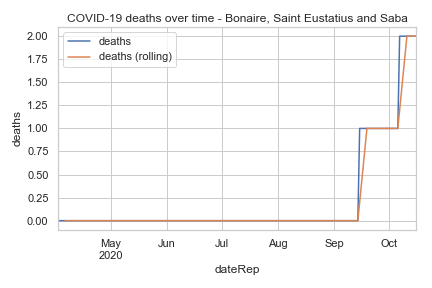 COVID-19 deaths over time - Bonaire, Saint Eustatius and Saba
deaths
deaths (rolling)
2.00
1.75
1.50
1.25
1.00
0.75
0.50
0.25
0.00
deaths
May Jun Jul Aug Sep Oct
2020
dateRep